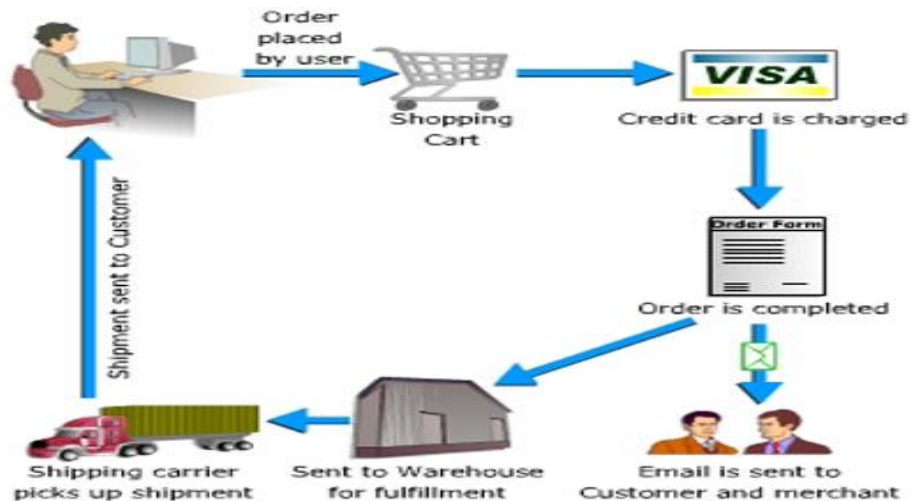 Order
placed
by user
Shopping
Cart
VISA
Credit card is charged
Order Form
Order is completed
Shipment sent to Customer
Shipping carrier
picks up shipment
Sent to Warehouse
for fulfillment
Email is sent to
Customer and merchant